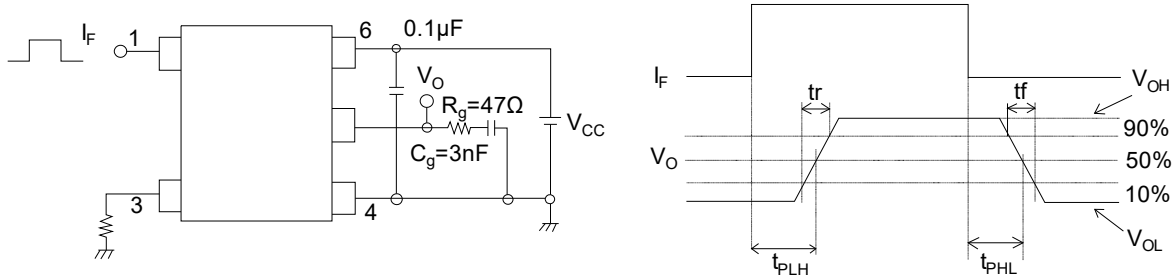 I_F
1
6
0.1µF
V_O
R_g=47Ω
C_g=3nF
V_CC
3
4
I_F
V_OH
tr
tf
90%
V_O
50%
10%
V_OL
t_PLH
t_PHL